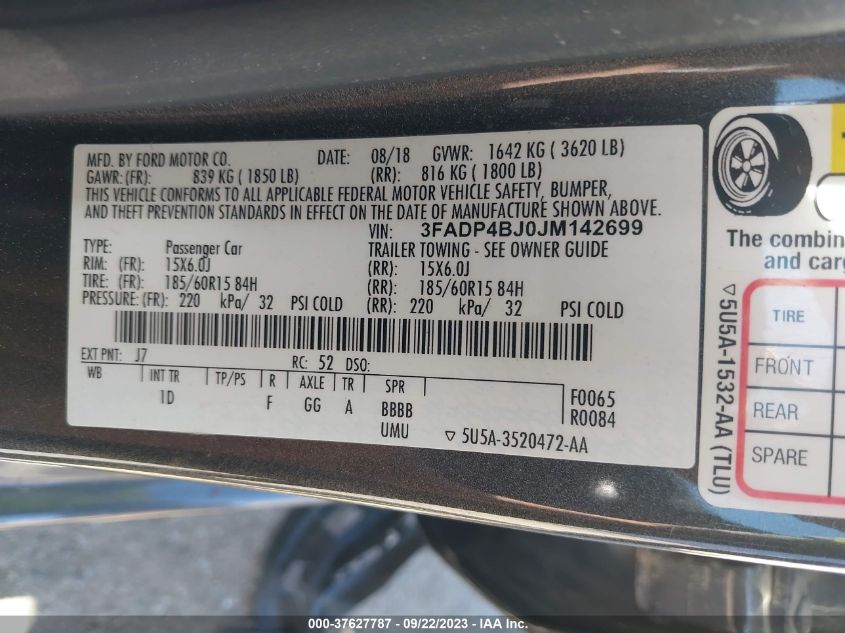 MFD. BY FORD MOTOR CO. DATE: 08/18 GVWR: 1642 KG ( 3620 LB)
GAWR: (FR): 839 KG ( 1850 LB) (RR): 816 KG ( 1800 LB)
THIS VEHICLE CONFORMS TO ALL APPLICABLE FEDERAL MOTOR VEHICLE SAFETY, BUMPER,
AND THEFT PREVENTION STANDARDS IN EFFECT ON THE DATE OF MANUFACTURE SHOWN ABOVE.
VIN: 3FADP4BJ0JM142699
TYPE: Passenger Car TRAILER TOWING - SEE OWNER GUIDE
RIM: (FR): 15X6.0J (RR): 15X6.0J
TIRE: (FR): 185/60R15 84H (RR): 185/60R15 84H
PRESSURE: (FR): 220 kPa/ 32 PSI COLD (RR): 220 kPa/ 32 PSI COLD
EXT PNT: J7 RC: 52 DSO:
WB INT TR TP/PS R AXLE TR SPR F0065
1D F GG A BBBB R0084
UMU ▽ 5U5A-3520472-AA
The combin
and carg
▽5U5A-1532-AA (TLU)
TIRE
FRONT
REAR
SPARE
000-37627787 - 09/22/2023 - IAAI.com